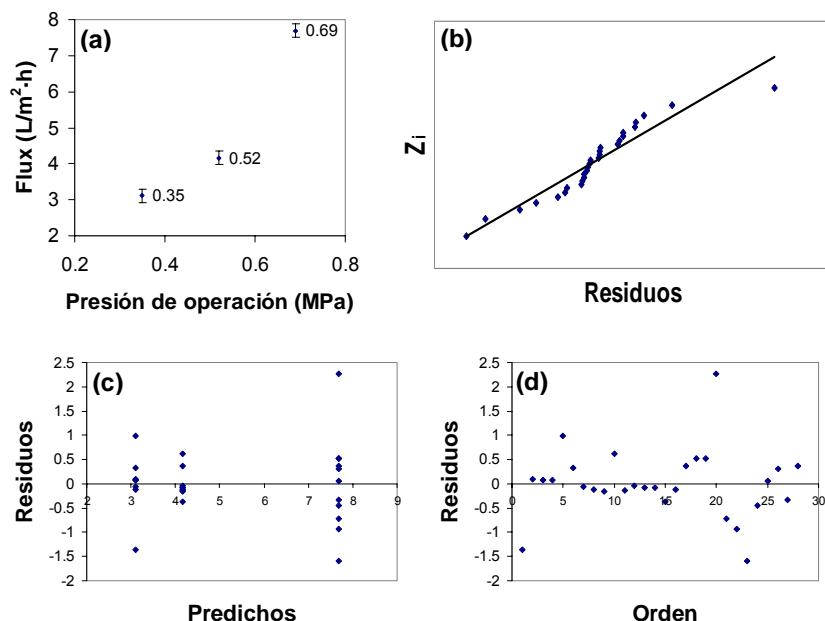 (a)
Flux (L/m²·h)
8
7
6
5
4
3
2
0.69
0.52
0.35
0.2 0.4 0.6 0.8
Presión de operación (MPa)
(b)
Zi
Residuos
(c)
Residuos
2.5
2
1.5
1
0.5
0
-0.5
-1
-1.5
-2
2 3 4 5 6 7 8 9
Predichos
(d)
Residuos
2.5
2
1.5
1
0.5
0
-0.5
-1
-1.5
-2
0 5 10 15 20 25 30
Orden